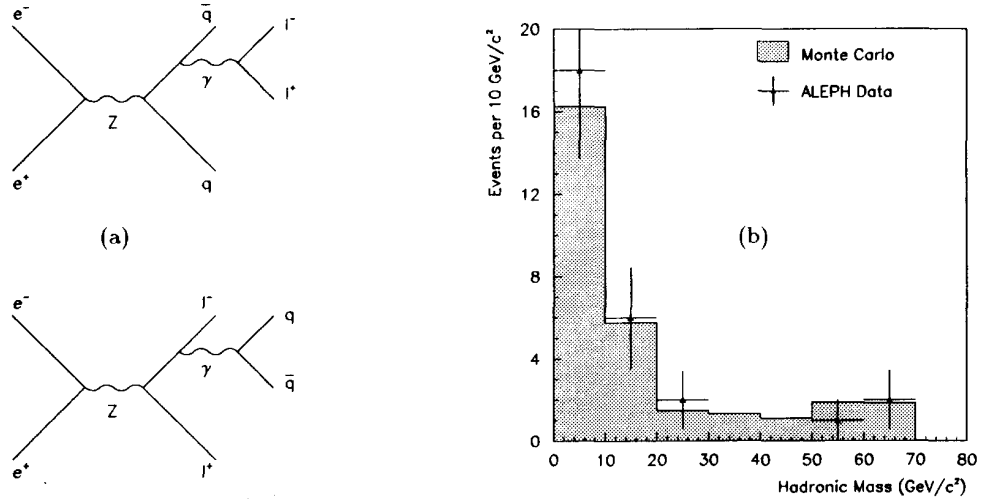 e⁻
q̄
l⁻
γ
l⁺
Z
e⁺
q
(a)
e⁻
l⁻
q
γ
q̄
Z
e⁺
l⁺
Events per 10 GeV/c²
20
16
12
8
4
0
Monte Carlo
ALEPH Data
(b)
0 10 20 30 40 50 60 70 80
Hadronic Mass (GeV/c²)